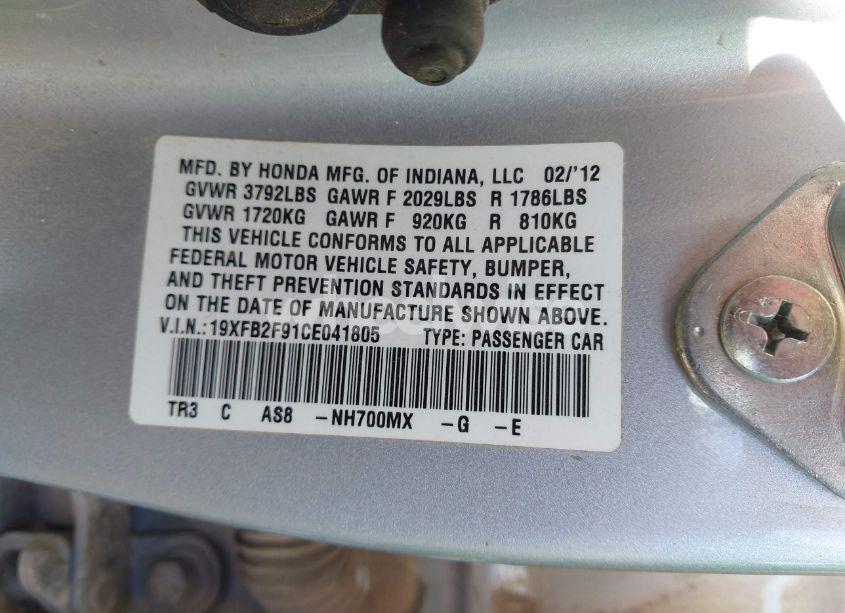 MFD. BY HONDA MFG. OF INDIANA, LLC 02/'12
GVWR 3792LBS GAWR F 2029LBS R 1786LBS
GVWR 1720KG GAWR F 920KG R 810KG
THIS VEHICLE CONFORMS TO ALL APPLICABLE
FEDERAL MOTOR VEHICLE SAFETY, BUMPER,
AND THEFT PREVENTION STANDARDS IN EFFECT
ON THE DATE OF MANUFACTURE SHOWN ABOVE.
V.I.N.:19XFB2F91CE041805 TYPE: PASSENGER CAR
TR3 C AS8 -NH700MX -G -E